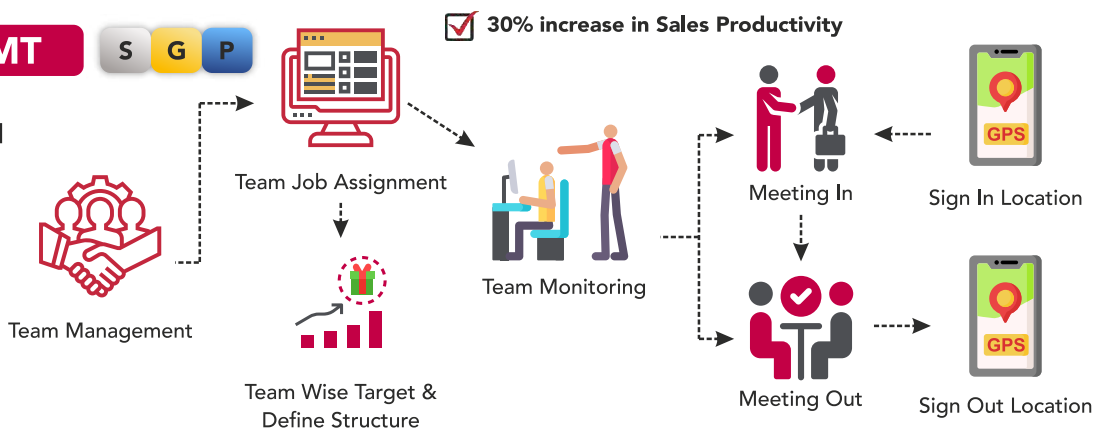 MT
S G P
30% increase in Sales Productivity
Team Management
Team Job Assignment
Team Wise Target &
Define Structure
Team Monitoring
Meeting In
Sign In Location
GPS
Meeting Out
Sign Out Location
GPS